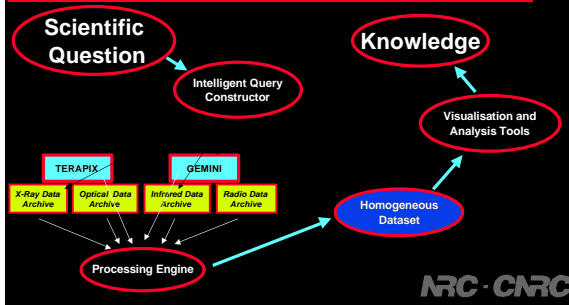 Scientific
Question
Knowledge
Intelligent Query
Constructor
Visualisation and
Analysis Tools
TERAPIX
GEMINI
X-Ray Data
Archive
Optical Data
Archive
Infrared Data
Archive
Radio Data
Archive
Homogeneous
Dataset
Processing Engine
NRC · CNRC